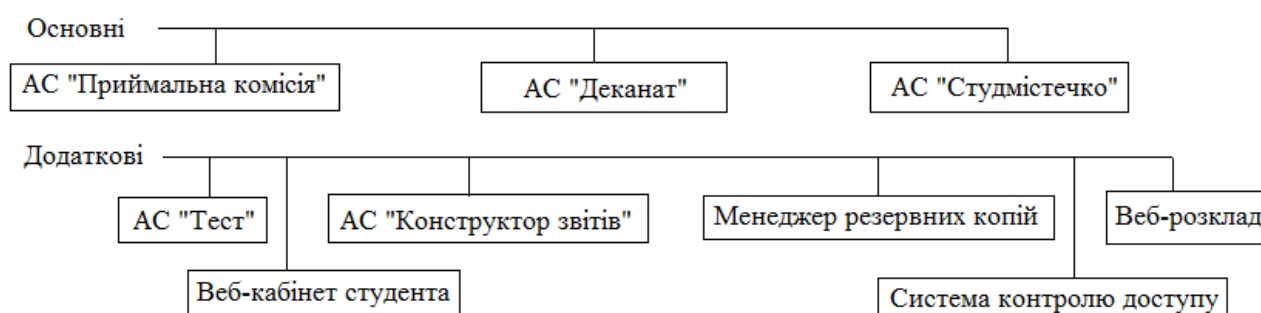 Основні
АС "Приймальна комісія"
АС "Деканат"
АС "Студмістечко"
Додаткові
АС "Тест"
АС "Конструктор звітів"
Менеджер резервних копій
Веб-розклад
Веб-кабінет студента
Система контролю доступу